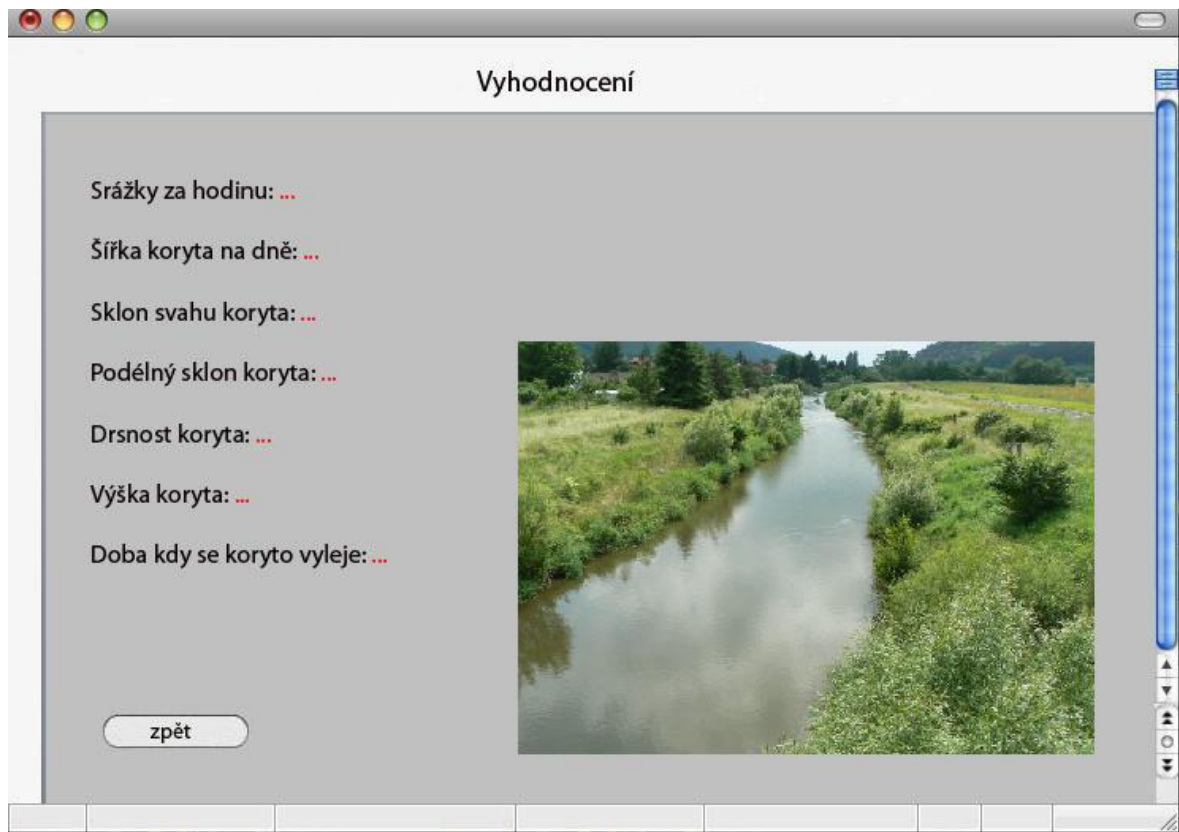 Vyhodnocení
Srážky za hodinu: ...
Šířka koryta na dně: ...
Sklon svahu koryta: ...
Podélný sklon koryta: ...
Drsnost koryta: ...
Výška koryta: ...
Doba kdy se koryto vyleje: ...
zpět